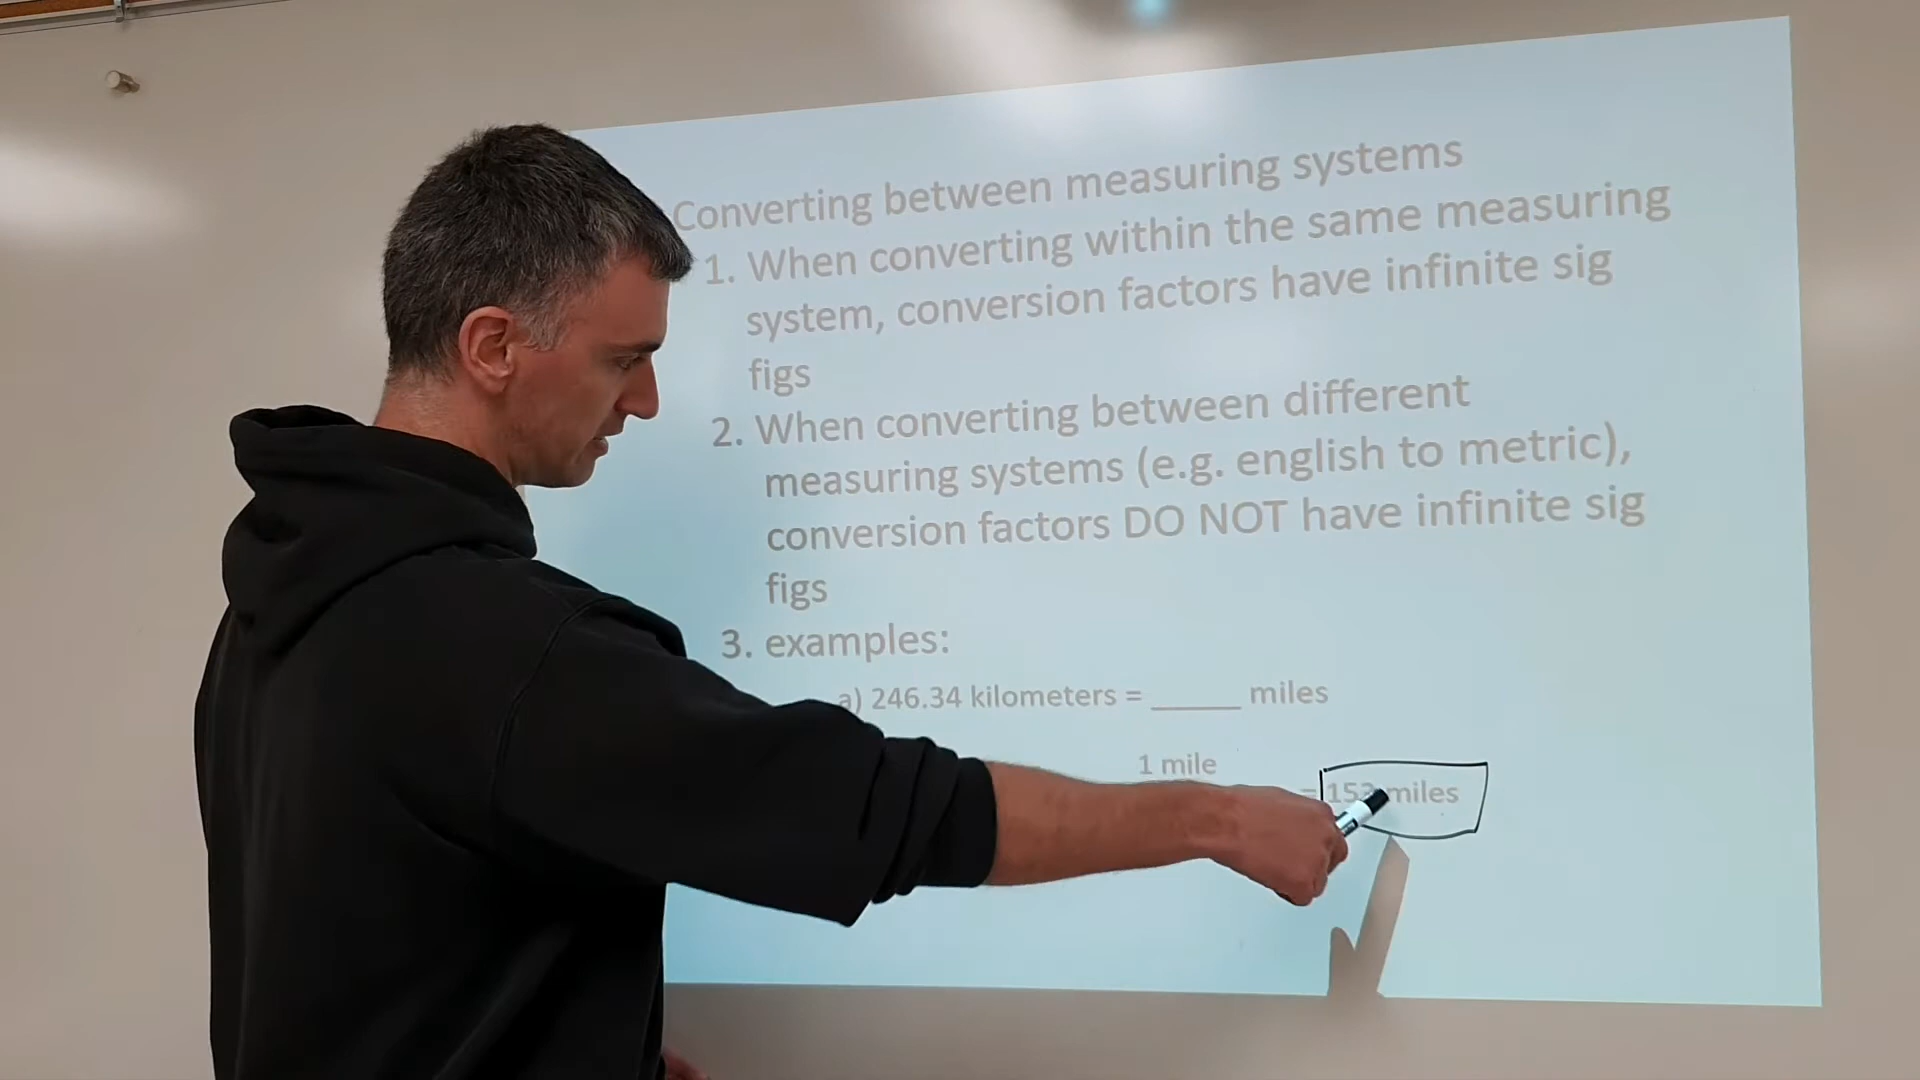 Converting between measuring systems
1. When converting within the same measuring
system, conversion factors have infinite sig
figs
2. When converting between different
measuring systems (e.g. english to metric),
conversion factors DO NOT have infinite sig
figs
3. examples:
a) 246.34 kilometers = _____ miles
1 mile
= miles